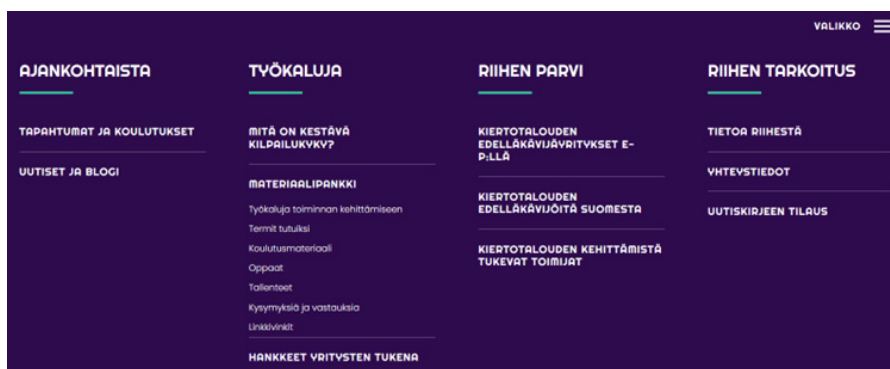 VALIKKO
AJANKOHTAISTA
TAPAHTUMAT JA KOULUTUKSET
UUTISET JA BLOGI
TYÖKALUJA
MITÄ ON KESTÄVÄ
KILPAILUKYKY?
MATERIAALIPANKKI
Työkaluja toiminnan kehittämiseen
Termit tutuiksi
Koulutusmateriaali
Oppaat
Tallenteet
Kysymyksiä ja vastauksia
Linkkivinkit
HANKKEET YRITYSTEN TUKENA
RIIHEN PARVI
KIERTOTALOUDEN
EDELLÄKÄVIJÄYRITYKSET E-
P:LLÄ
KIERTOTALOUDEN
EDELLÄKÄVIJÖITÄ SUOMESTA
KIERTOTALOUDEN KEHITTÄMISTÄ
TUKEVAT TOIMIJAT
RIIHEN TARKOITUS
TIETOA RIIHESTÄ
YHTEYSTIEDOT
UUTISKIRJEEN TILAUS